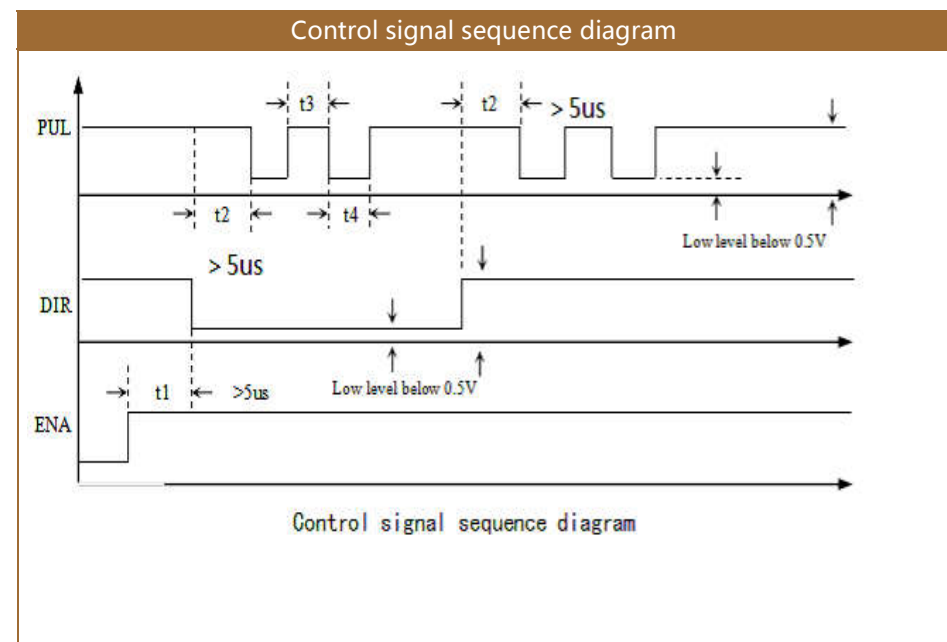 Control signal sequence diagram
t3
t2
> 5us
PUL
t2
t4
Low level below 0.5V
> 5us
DIR
t1
>5us
Low level below 0.5V
ENA
Control signal sequence diagram